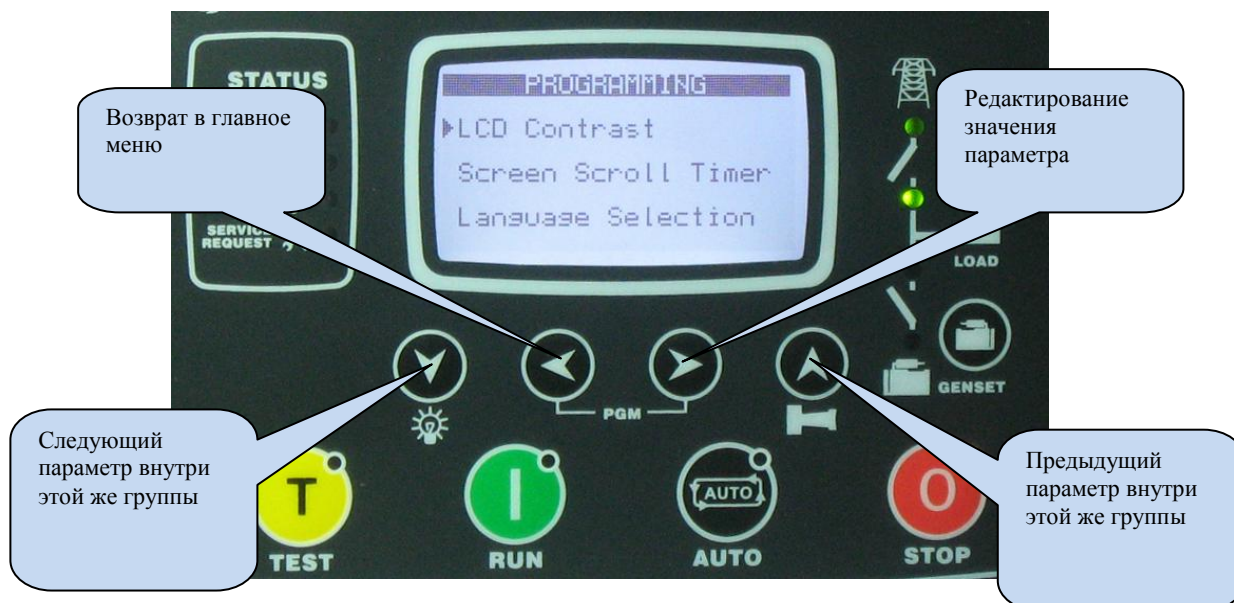 STATUS
Возврат в главное
меню
PROGRAMMING
LCD Contrast
Screen Scroll Timer
Language Selection
Редактирование
значения
параметра
REQUEST
LOAD
GENSET
PGM
Следующий
параметр внутри
этой же группы
Предыдущий
параметр внутри
этой же группы
T
TEST
I
RUN
AUTO
AUTO
O
STOP